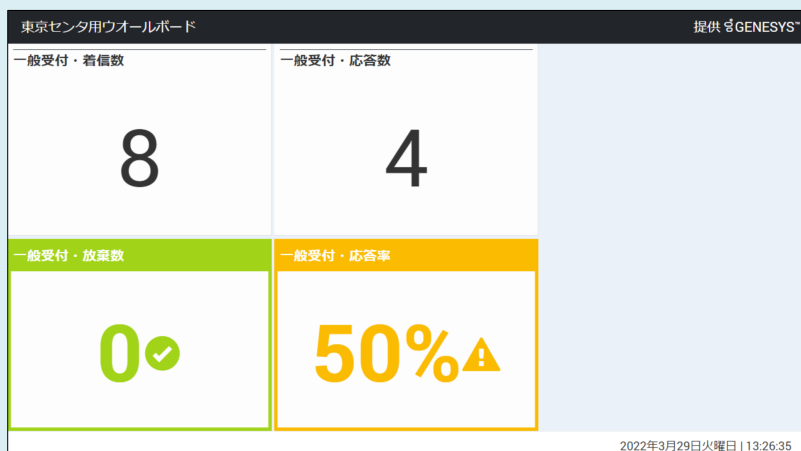 東京センタ用ウオールボード
提供 GENESYS™
一般受付・着信数
一般受付・応答数
8
4
一般受付・放棄数
一般受付・応答率
0
50%
2022年3月29日火曜日 | 13:26:35